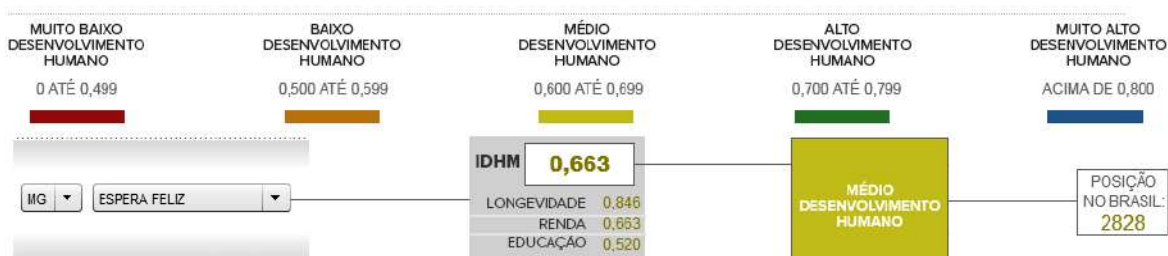 MUITO BAIXO
DESENVOLVIMENTO
HUMANO
0 ATÉ 0,499
BAIXO
DESENVOLVIMENTO
HUMANO
0,500 ATÉ 0,599
MÉDIO
DESENVOLVIMENTO
HUMANO
0,600 ATÉ 0,699
ALTO
DESENVOLVIMENTO
HUMANO
0,700 ATÉ 0,799
MUITO ALTO
DESENVOLVIMENTO
HUMANO
ACIMA DE 0,800
MG
ESPERA FELIZ
IDHM 0,663
LONGEVIDADE 0,846
RENDA 0,663
EDUCAÇÃO 0,520
MÉDIO
DESENVOLVIMENTO
HUMANO
POSIÇÃO
NO BRASIL:
2828